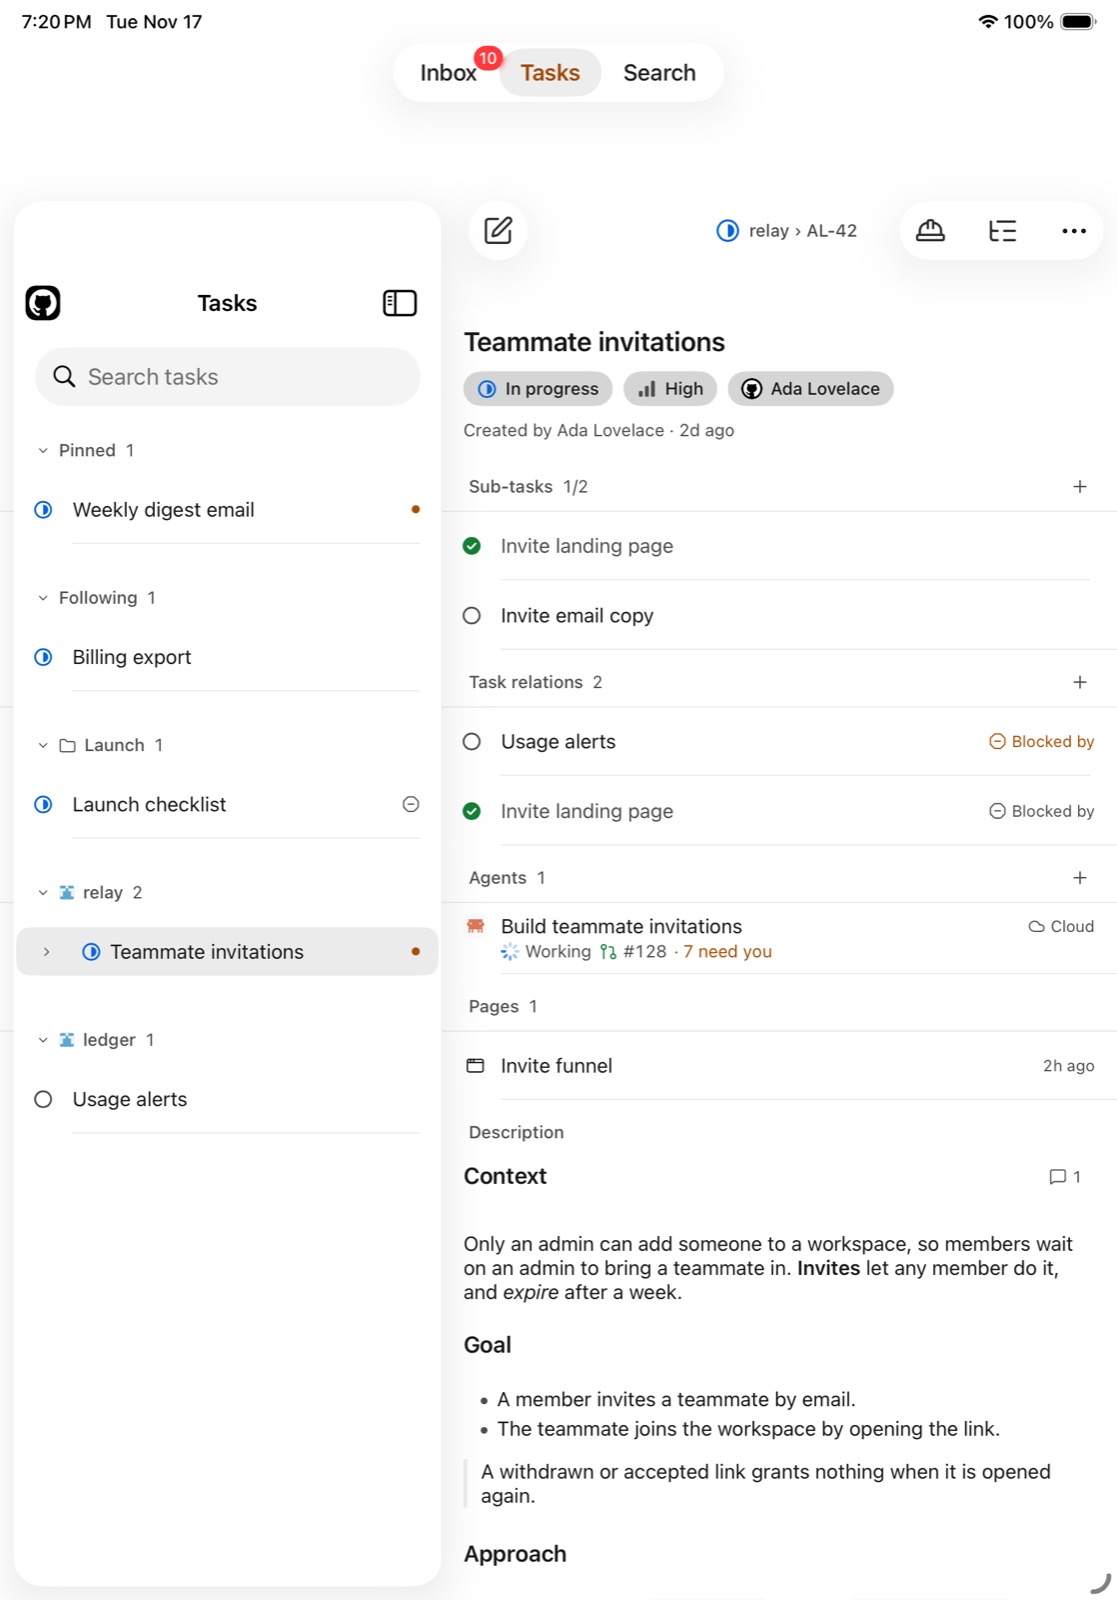 7:20 PM Tue Nov 17
100%
Inbox 10
Tasks
Search
Tasks
Search tasks
Pinned 1
Weekly digest email
Following 1
Billing export
Launch 1
Launch checklist
relay 2
Teammate invitations
ledger 1
Usage alerts
relay › AL-42
Teammate invitations
In progress
High
Ada Lovelace
Created by Ada Lovelace · 2d ago
Sub-tasks 1/2
Invite landing page
Invite email copy
Task relations 2
Usage alerts Blocked by
Invite landing page Blocked by
Agents 1
Build teammate invitations Cloud
Working #128 · 7 need you
Pages 1
Invite funnel 2h ago
Description
Context 1
Only an admin can add someone to a workspace, so members wait
on an admin to bring a teammate in. Invites let any member do it,
and expire after a week.
Goal
• A member invites a teammate by email.
• The teammate joins the workspace by opening the link.
A withdrawn or accepted link grants nothing when it is opened
again.
Approach